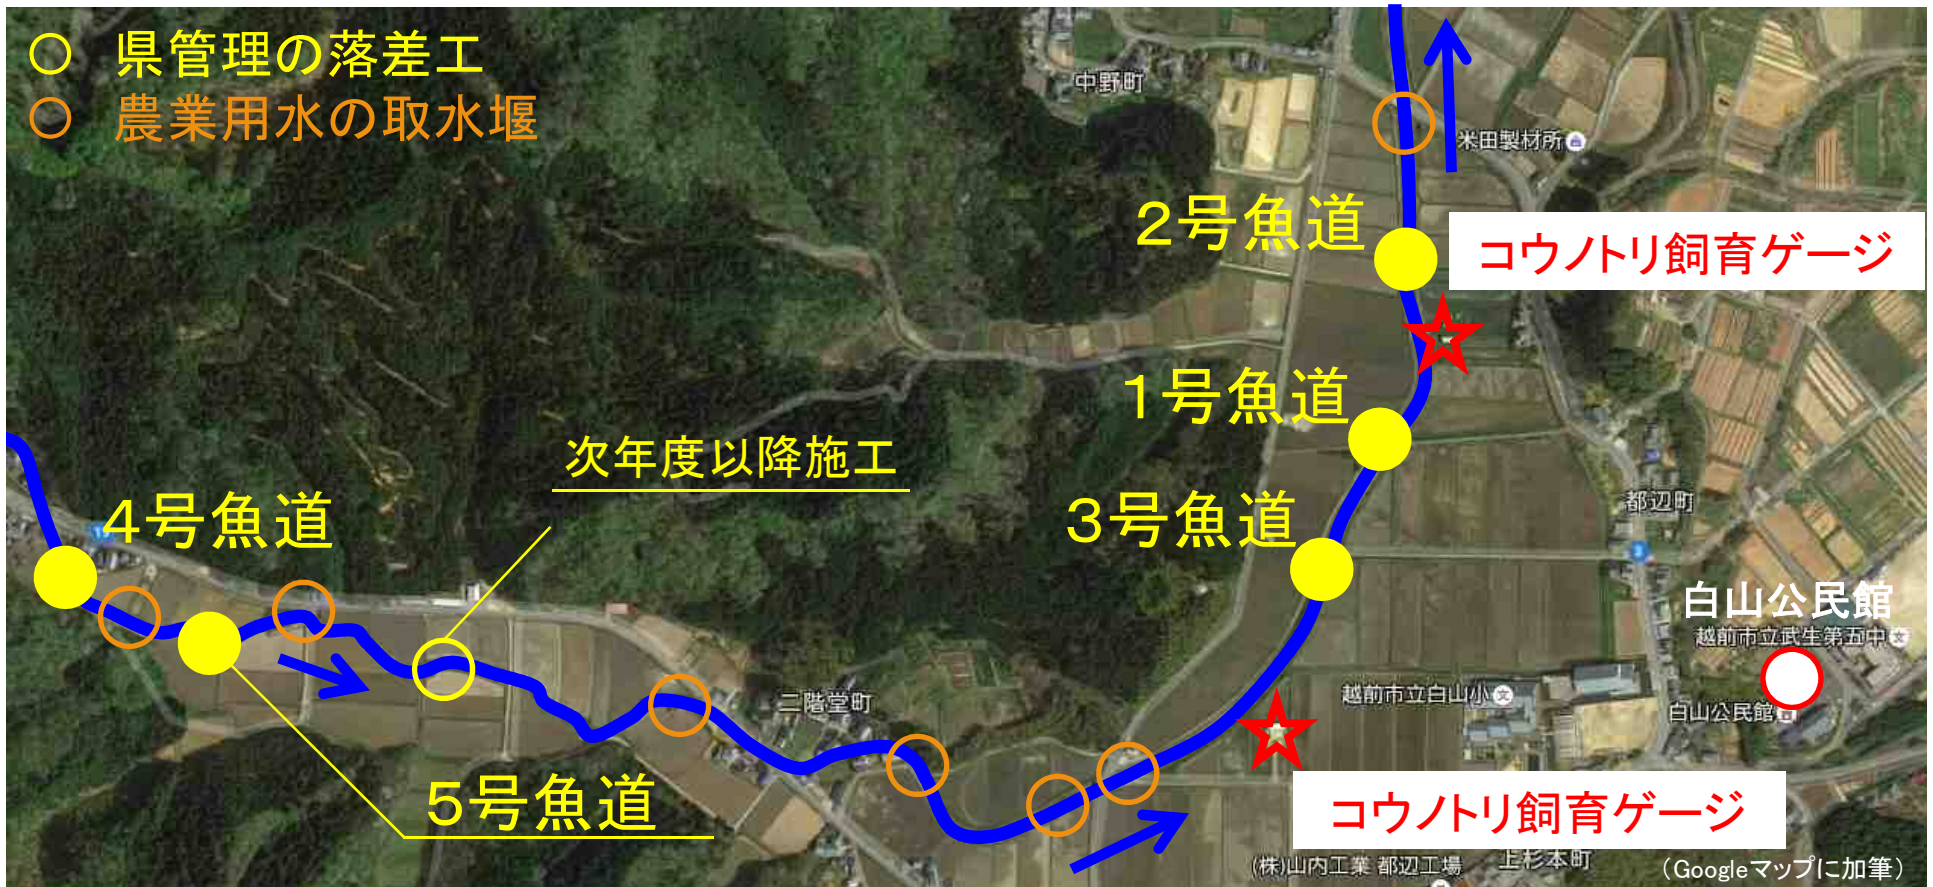 県管理の落差工
農業用水の取水堰
中野町
米田製材所
2号魚道
コウノトリ飼育ゲージ
1号魚道
次年度以降施工
4号魚道
3号魚道
都辺町
白山公民館
越前市立武生第五中
二階堂町
越前市立白山小
白山公民館
5号魚道
コウノトリ飼育ゲージ
(株)山内工業 都辺工場
上杉本町
(Googleマップに加筆)